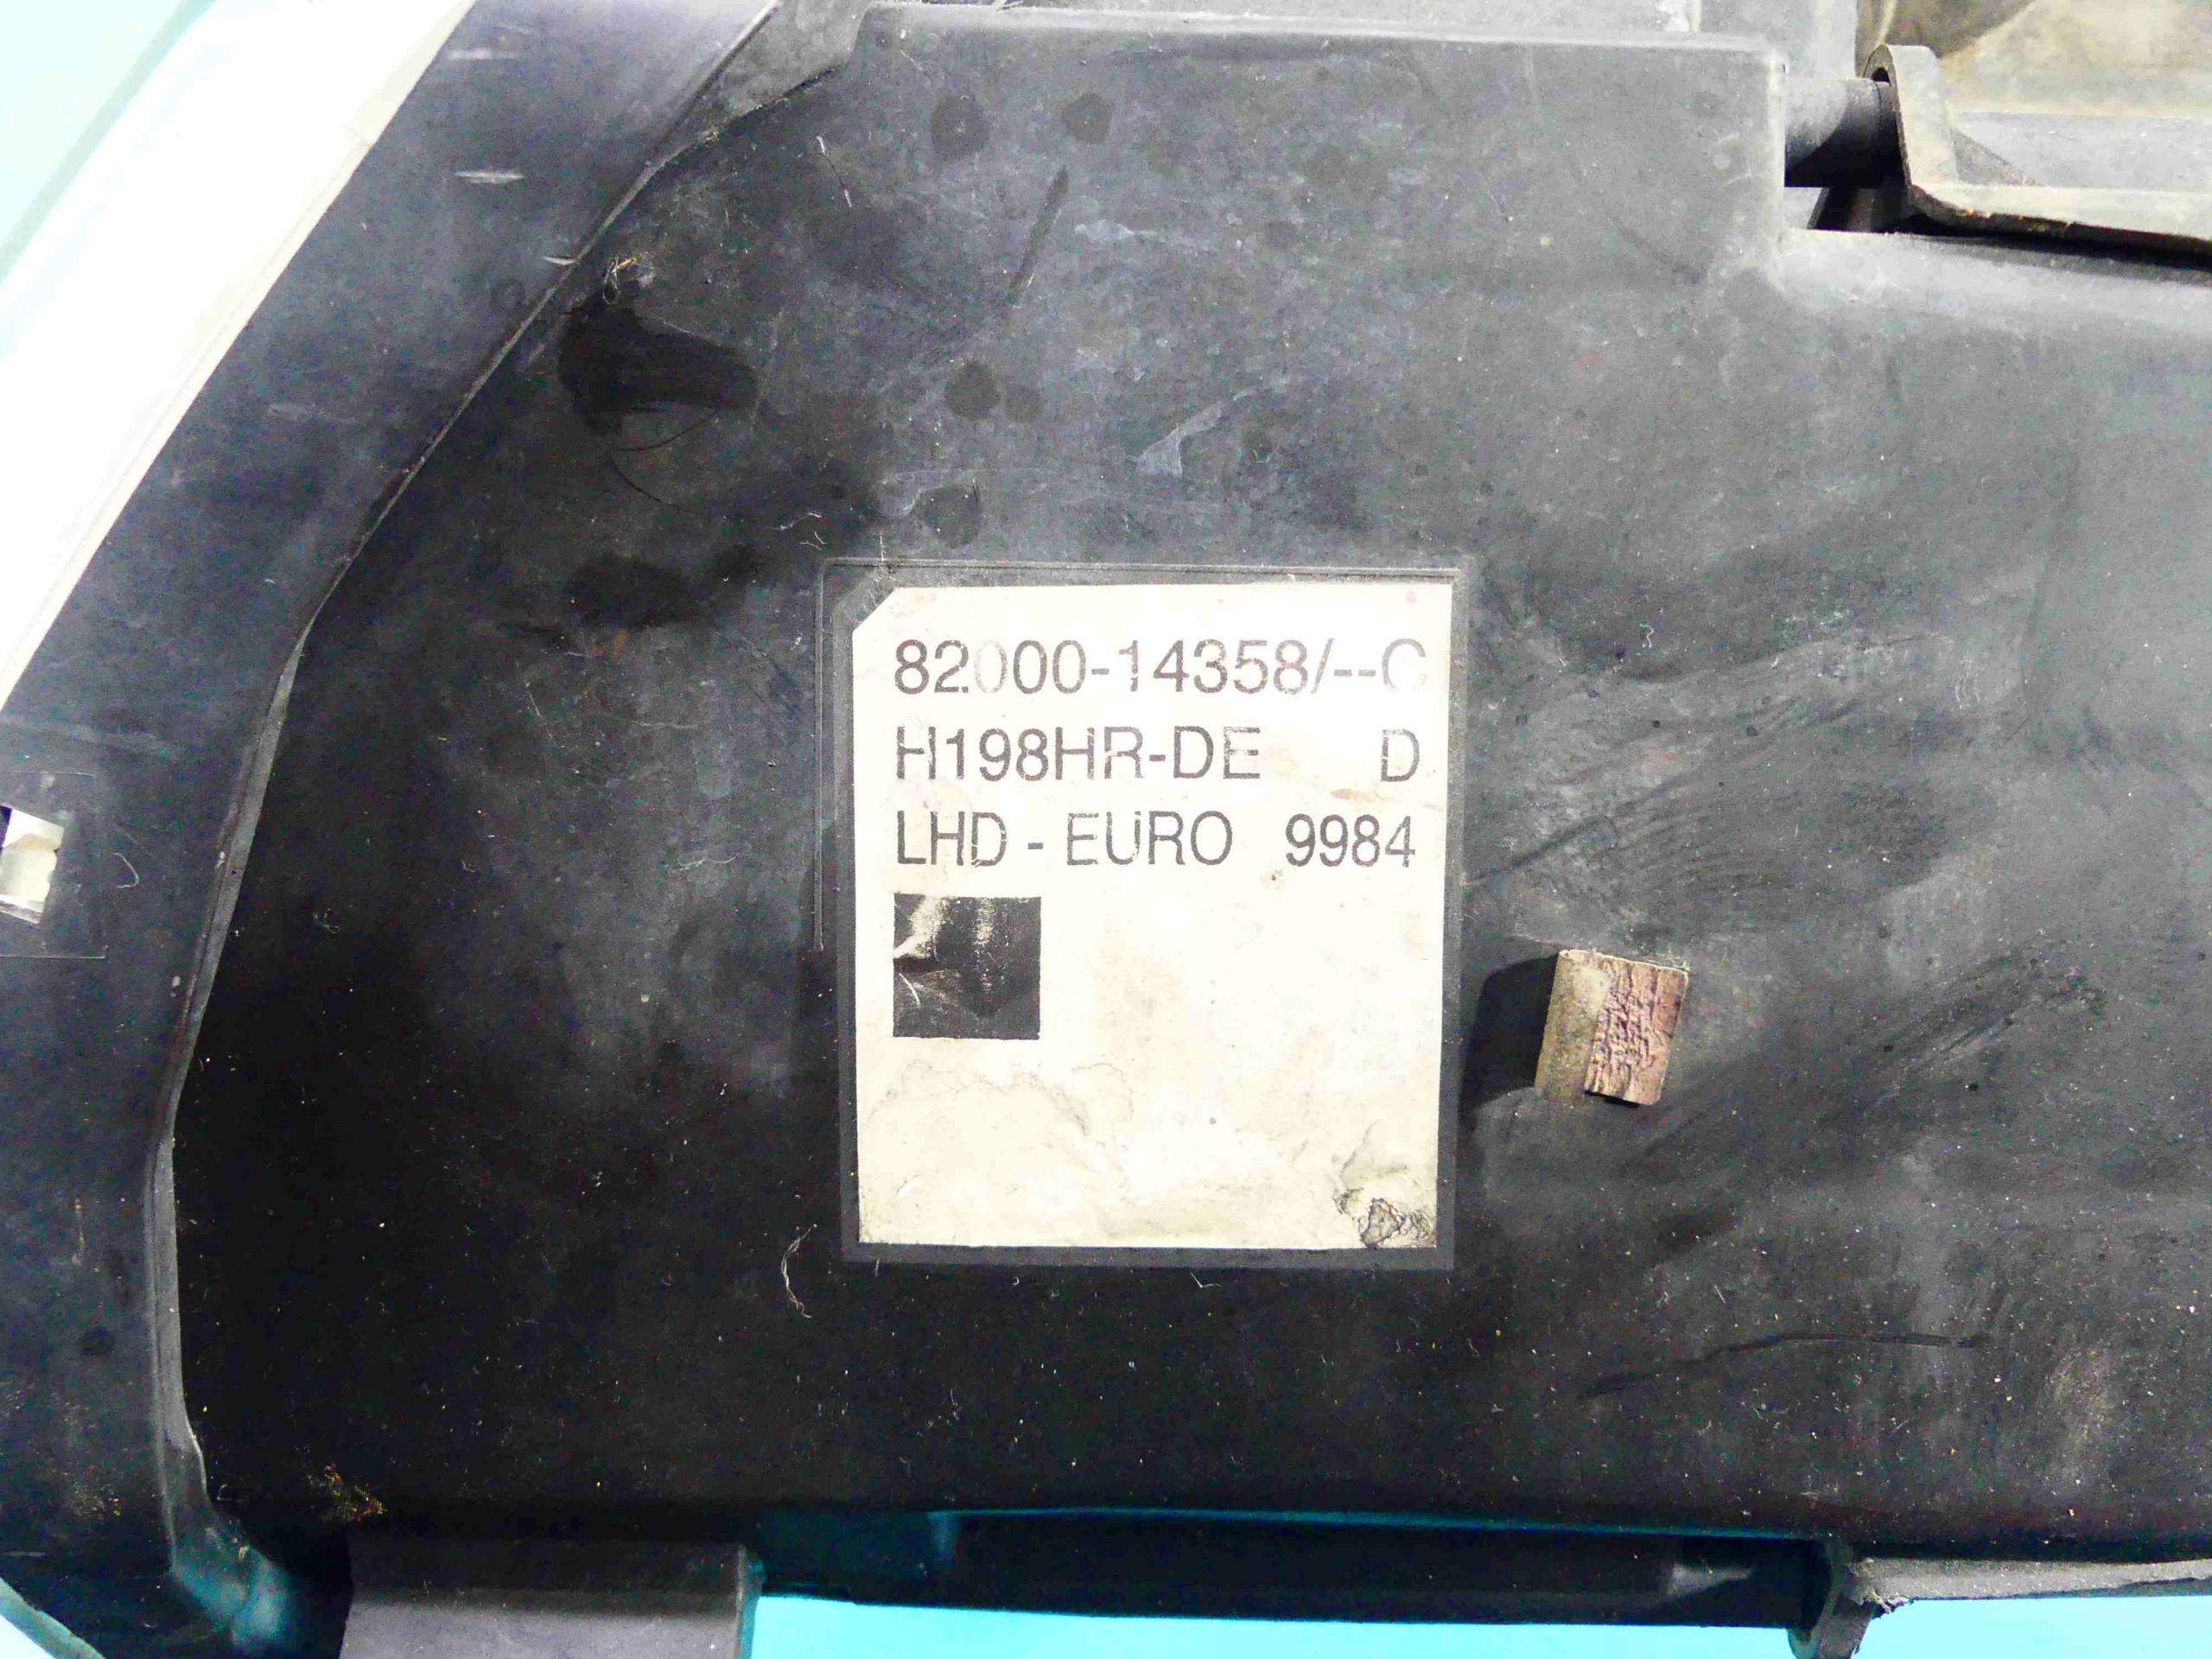 82000-14358/--C
H198HR-DE D
LHD - EURO 9984